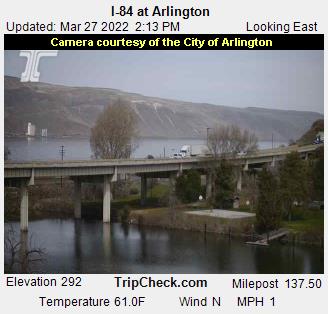 I-84 at Arlington
Updated: Mar 27 2022 2:13 PM Looking East
Camera courtesy of the City of Arlington
Elevation 292 TripCheck.com Milepost 137.50
Temperature 61.0F Wind N MPH 1